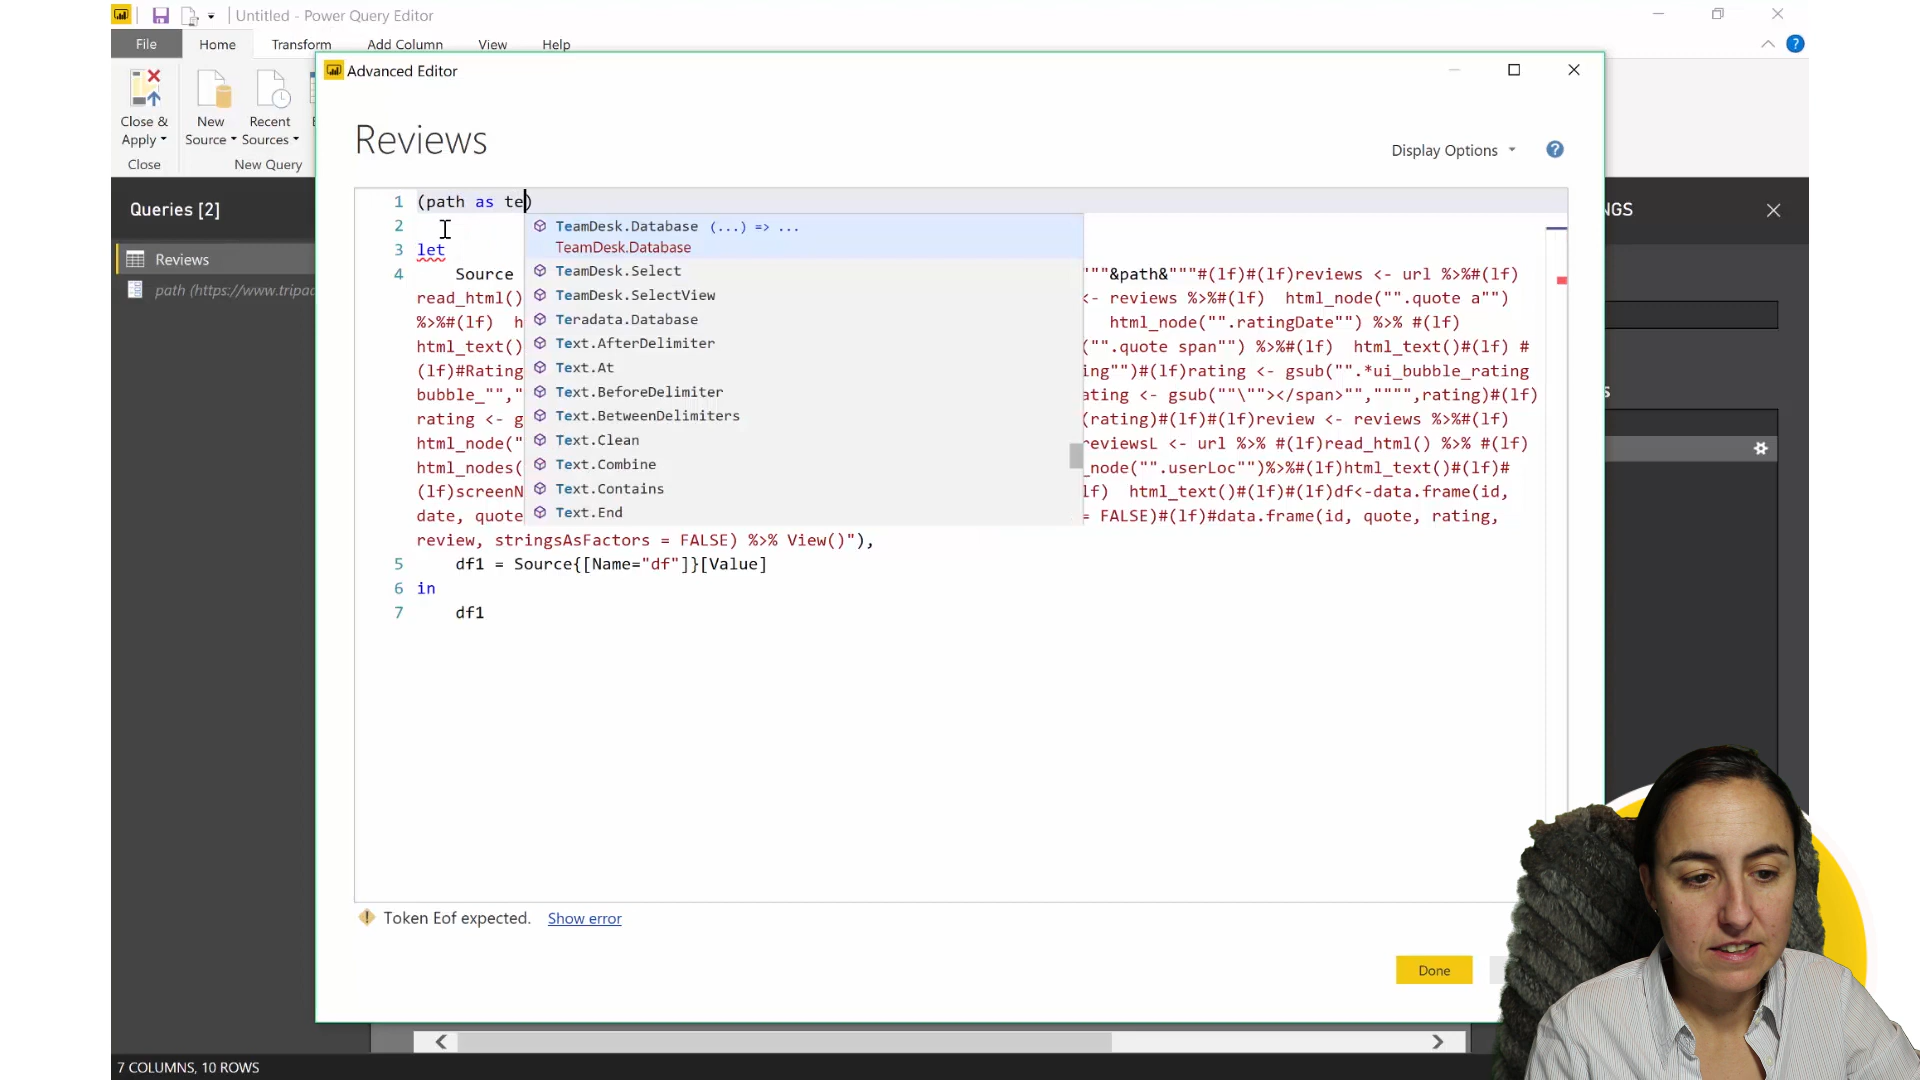 Untitled - Power Query Editor
File Home Transform Add Column View Help
Advanced Editor
Close & Apply
New Source
Recent Sources
Close
New Query
Reviews
Display Options
Queries [2]
NGS
Reviews
path (https://www.tripad
1 (path as te)
2
3 let
4 Source """&path&"""#(lf)#(lf)reviews <- url %>%#(lf)
read_html() <- reviews %>%#(lf) html_node("".quote a"")
%>%#(lf) html_node("".ratingDate"") %>% #(lf)
html_text() ("".quote span"") %>%#(lf) html_text()#(lf) #
(lf)#Rating ing"")#(lf)rating <- gsub("".*ui_bubble_rating
bubble_""," ating <- gsub(""\""></span>"","""",rating)#(lf)
rating <- g (rating)#(lf)#(lf)review <- reviews %>%#(lf)
html_node(" reviewsL <- url %>% #(lf)read_html() %>% #(lf)
html_nodes( _node("".userLoc"")%>%#(lf)html_text()#(lf)#
(lf)screenN lf) html_text()#(lf)#(lf)df<-data.frame(id,
date, quote = FALSE)#(lf)#data.frame(id, quote, rating,
review, stringsAsFactors = FALSE) %>% View()"),
5 df1 = Source{[Name="df"]}[Value]
6 in
7 df1
TeamDesk.Database (...) => ...
TeamDesk.Database
TeamDesk.Select
TeamDesk.SelectView
Teradata.Database
Text.AfterDelimiter
Text.At
Text.BeforeDelimiter
Text.BetweenDelimiters
Text.Clean
Text.Combine
Text.Contains
Text.End
Token Eof expected. Show error
Done
7 COLUMNS, 10 ROWS